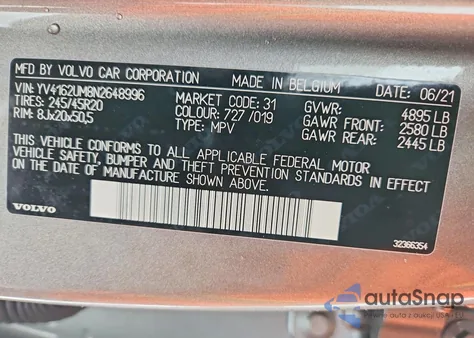 MFD BY VOLVO CAR CORPORATION MADE IN BELGIUM DATE: 06/21
VIN: YV4162UM8N2648996 MARKET: 31 GVWR: 4895 LB
TIRES: 245/45R20 COLOUR: 727 /019 GAWR FRONT: 2580 LB
RIM: 8Jx20x50,5 TYPE: MPV GAWR REAR: 2445 LB
THIS VEHICLE CONFORMS TO ALL APPLICABLE FEDERAL MOTOR
VEHICLE SAFETY, BUMPER AND THEFT PREVENTION STANDARDS IN EFFECT
ON THE DATE OF MANUFACTURE SHOWN ABOVE.
VOLVO
32366354
autoSnap